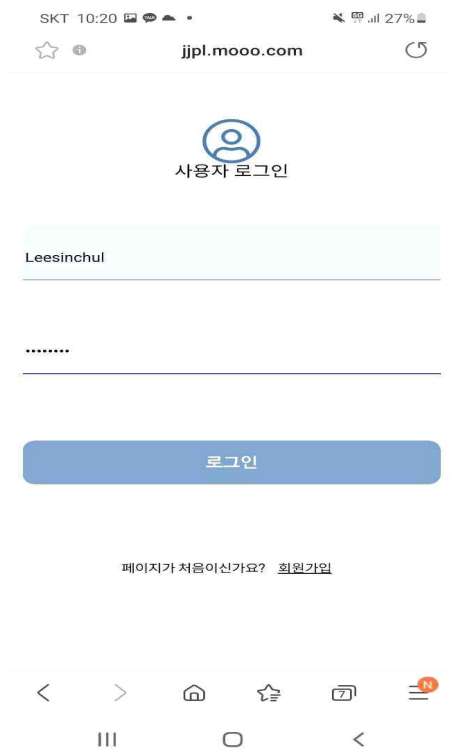 SKT 10:20
27%
jjpl.mooo.com
사용자 로그인
Leesinchul
••••••••
로그인
페이지가 처음이신가요? 회원가입
7
N